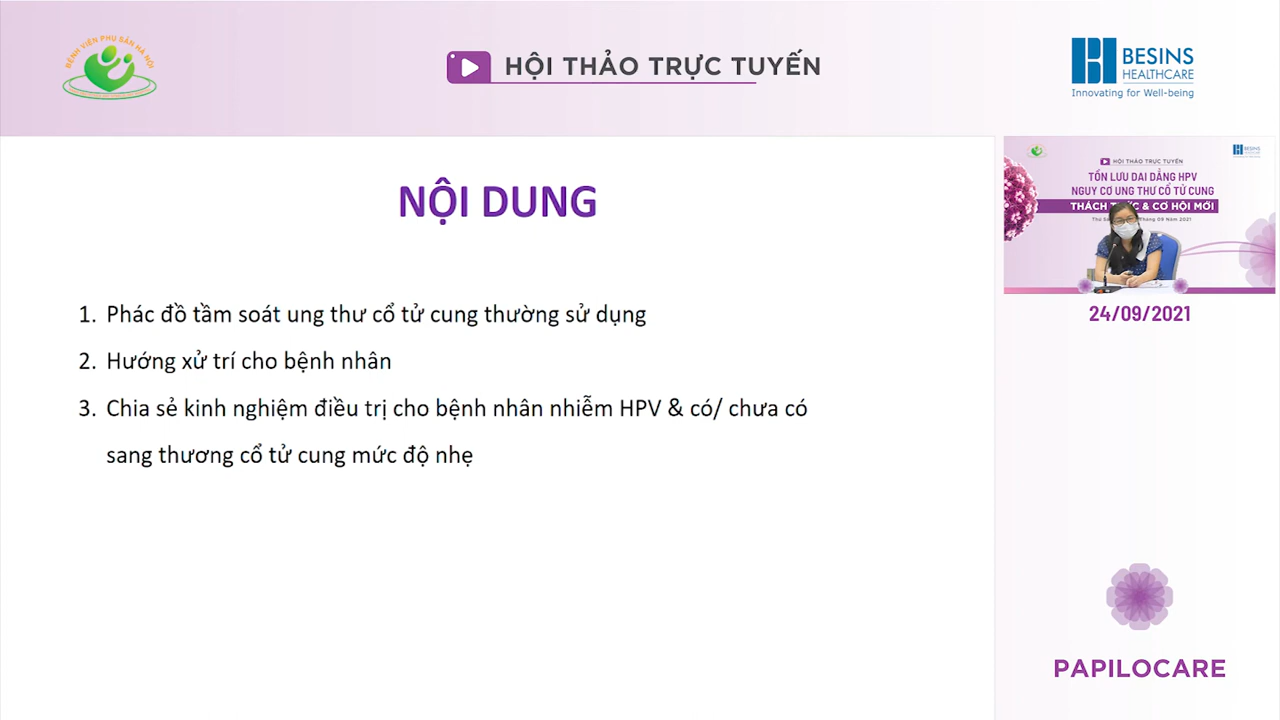 BỆNH VIỆN PHỤ SẢN HÀ NỘI
HỘI THẢO TRỰC TUYẾN
BESINS
HEALTHCARE
Innovating for Well-being
NỘI DUNG
1. Phác đồ tầm soát ung thư cổ tử cung thường sử dụng
2. Hướng xử trí cho bệnh nhân
3. Chia sẻ kinh nghiệm điều trị cho bệnh nhân nhiễm HPV & có/ chưa có
sang thương cổ tử cung mức độ nhẹ
HỘI THẢO TRỰC TUYẾN
BESINS
TỒN LƯU DAI DẲNG HPV
NGUY CƠ UNG THƯ CỔ TỬ CUNG
THÁCH THỨC & CƠ HỘI MỚI
09 Năm 2021
24/09/2021
PAPILOCARE